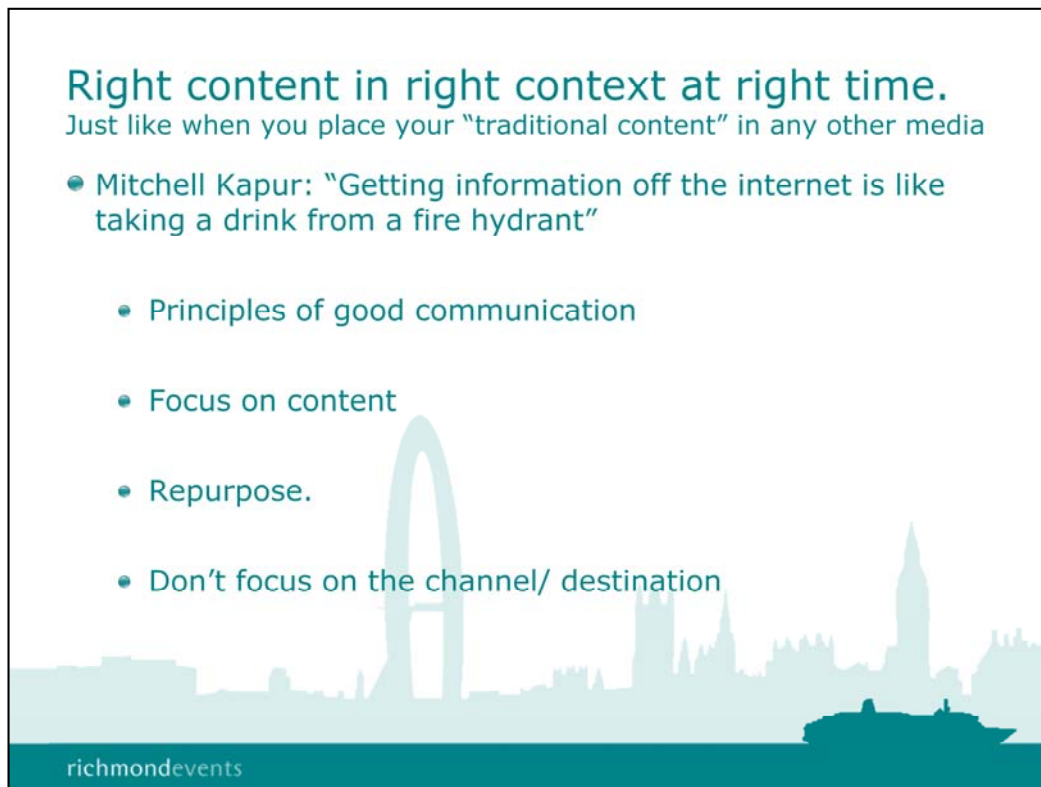 Right content in right context at right time.
Just like when you place your “traditional content” in any other media
Mitchell Kapur: “Getting information off the internet is like
taking a drink from a fire hydrant”
Principles of good communication
Focus on content
Repurpose.
Don’t focus on the channel/ destination
richmondevents